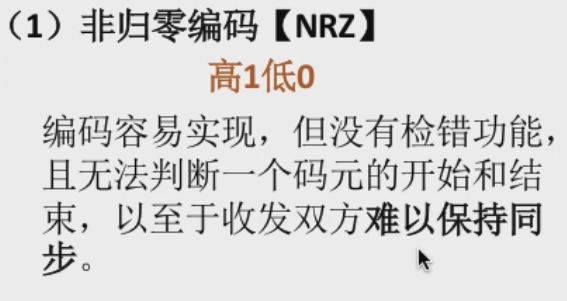 （1）非归零编码【NRZ】
高1低0
编码容易实现，但没有检错功能，
且无法判断一个码元的开始和结
束，以至于收发双方难以保持同
步。